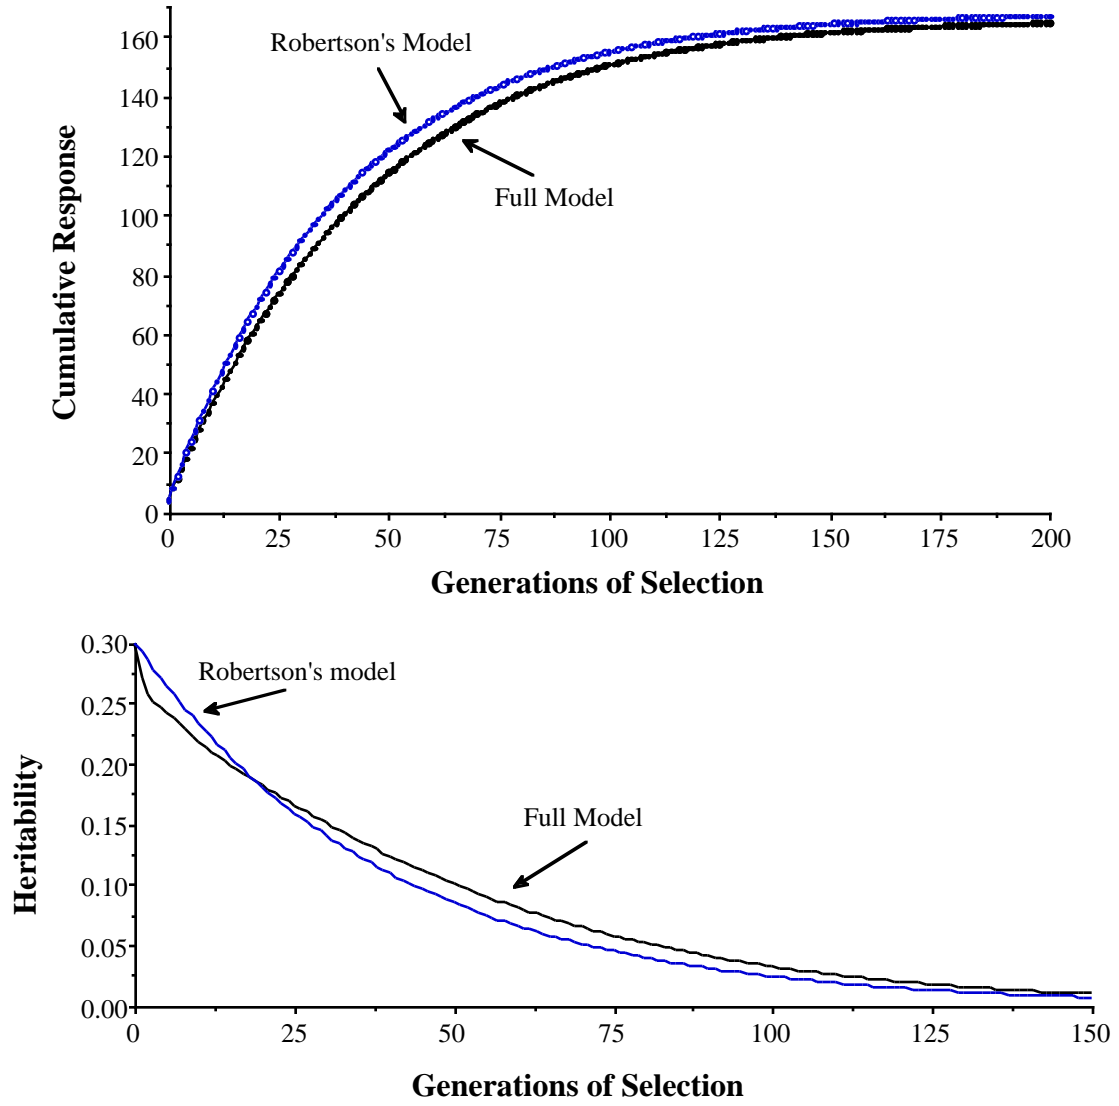 160
Robertson's Model
140
120
Full Model
100
80
60
40
20
0
Cumulative Response
0 25 50 75 100 125 150 175 200
Generations of Selection
0.30
Robertson's model
0.25
0.20
Full Model
0.15
0.10
0.05
0.00
Heritability
0 25 50 75 100 125 150
Generations of Selection